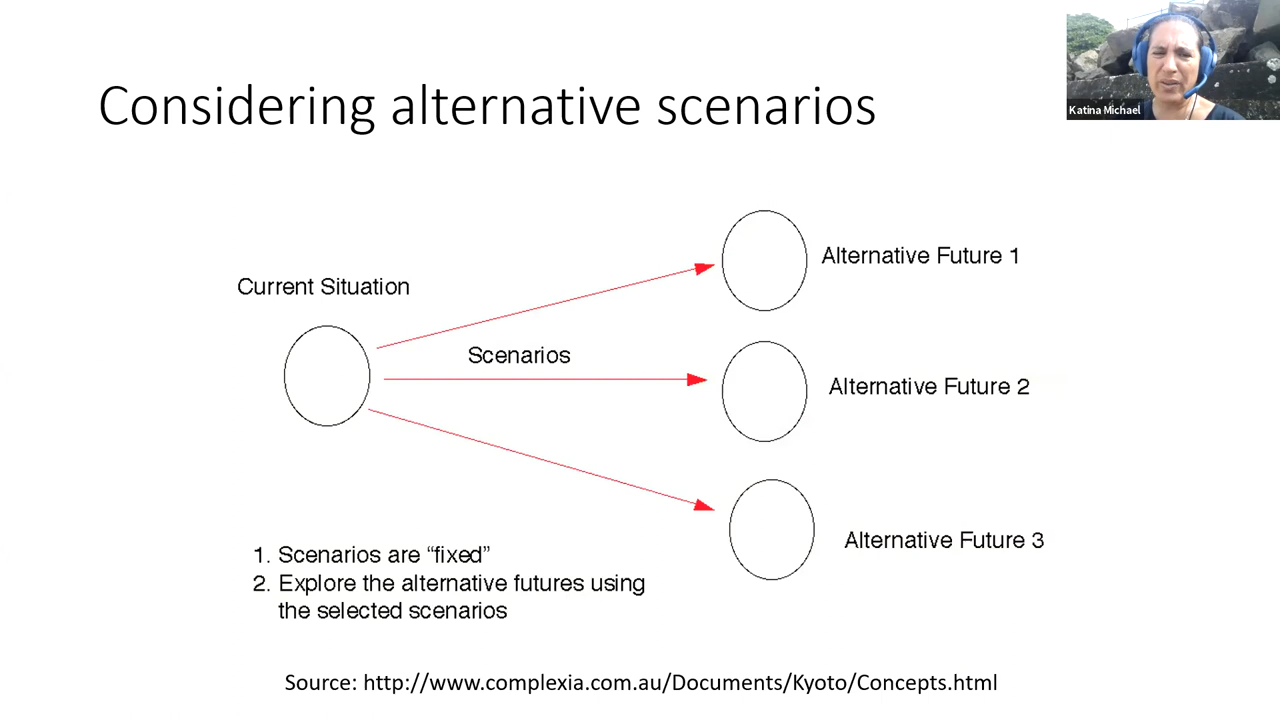 Katina Michael
Considering alternative scenarios
Alternative Future 1
Current Situation
Scenarios
Alternative Future 2
Alternative Future 3
1. Scenarios are “fixed”
2. Explore the alternative futures using
the selected scenarios
Source: http://www.complexia.com.au/Documents/Kyoto/Concepts.html